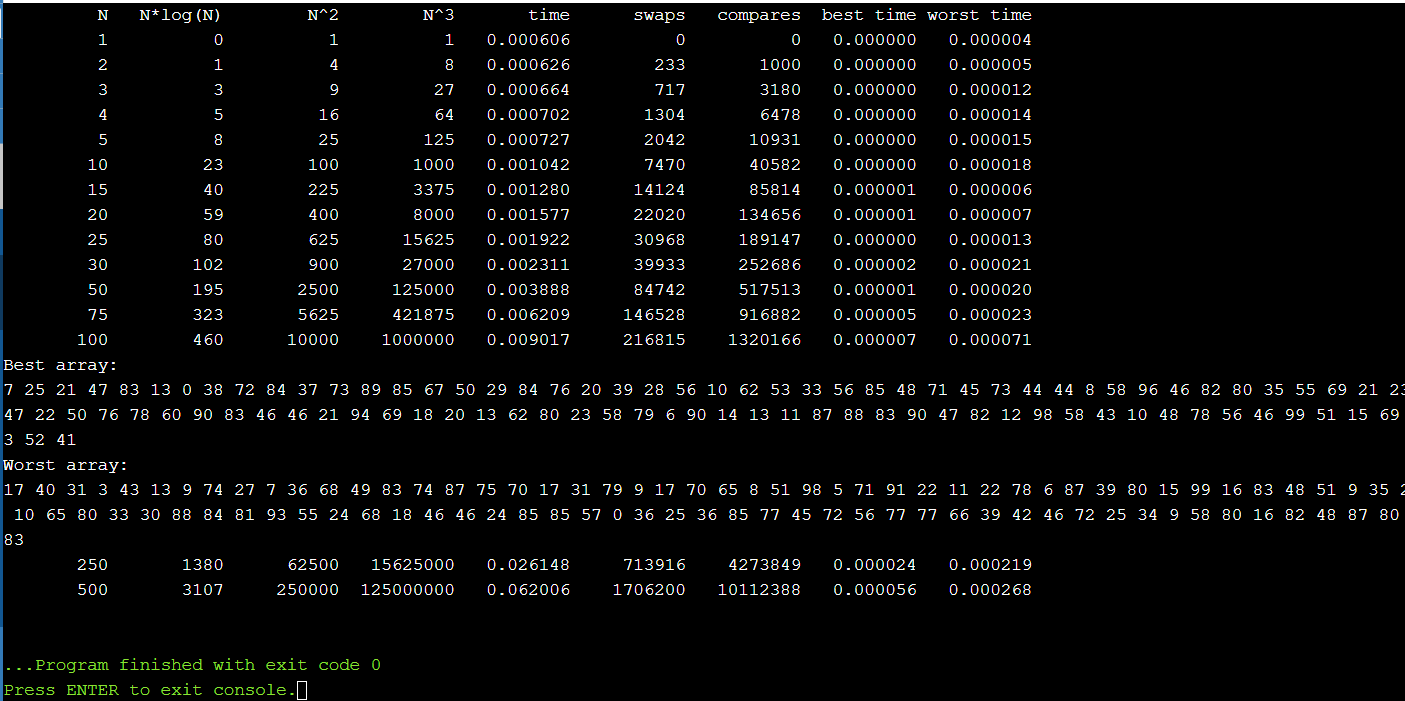 N N*log(N) N^2 N^3 time swaps compares best time worst time
1 0 1 1 0.000606 0 0 0.000000 0.000004
2 1 4 8 0.000626 233 1000 0.000000 0.000005
3 3 9 27 0.000664 717 3180 0.000000 0.000012
4 5 16 64 0.000702 1304 6478 0.000000 0.000014
5 8 25 125 0.000727 2042 10931 0.000000 0.000015
10 23 100 1000 0.001042 7470 40582 0.000000 0.000018
15 40 225 3375 0.001280 14124 85814 0.000001 0.000006
20 59 400 8000 0.001577 22020 134656 0.000001 0.000007
25 80 625 15625 0.001922 30968 189147 0.000000 0.000013
30 102 900 27000 0.002311 39933 252686 0.000002 0.000021
50 195 2500 125000 0.003888 84742 517513 0.000001 0.000020
75 323 5625 421875 0.006209 146528 916882 0.000005 0.000023
100 460 10000 1000000 0.009017 216815 1320166 0.000007 0.000071
Best array:
7 25 21 47 83 13 0 38 72 84 37 73 89 85 67 50 29 84 76 20 39 28 56 10 62 53 33 56 85 48 71 45 73 44 44 8 58 96 46 82 80 35 55 69 21 23
47 22 50 76 78 60 90 83 46 46 21 94 69 18 20 13 62 80 23 58 79 6 90 14 13 11 87 88 83 90 47 82 12 98 58 43 10 48 78 56 46 99 51 15 69
3 52 41
Worst array:
17 40 31 3 43 13 9 74 27 7 36 68 49 83 74 87 75 70 17 31 79 9 17 70 65 8 51 98 5 71 91 22 11 22 78 6 87 39 80 15 99 16 83 48 51 9 35
10 65 80 33 30 88 84 81 93 55 24 68 18 46 46 24 85 85 57 0 36 25 36 85 77 45 72 56 77 77 66 39 42 46 72 25 34 9 58 80 16 82 48 87 80
83
250 1380 62500 15625000 0.026148 713916 4273849 0.000024 0.000219
500 3107 250000 125000000 0.062006 1706200 10112388 0.000056 0.000268
...Program finished with exit code 0
Press ENTER to exit console.